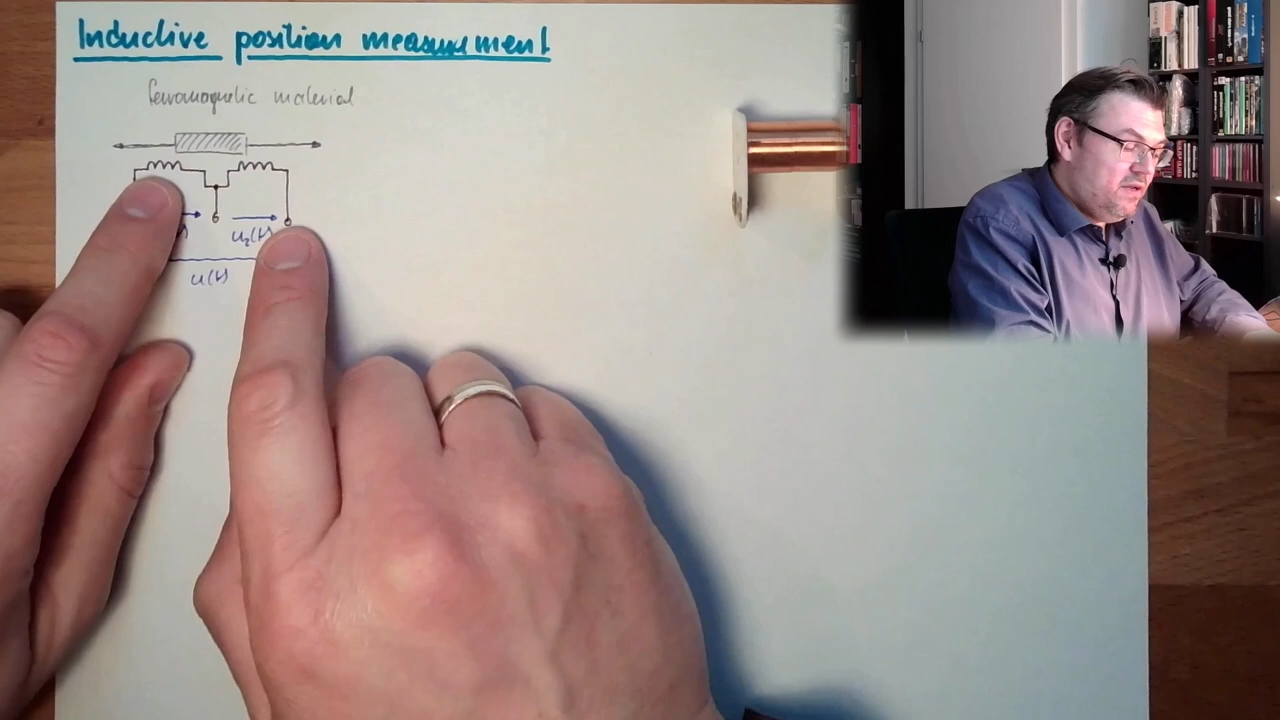 Inductive position measurement
ferromagnetic material
u₂(t)
u(t)